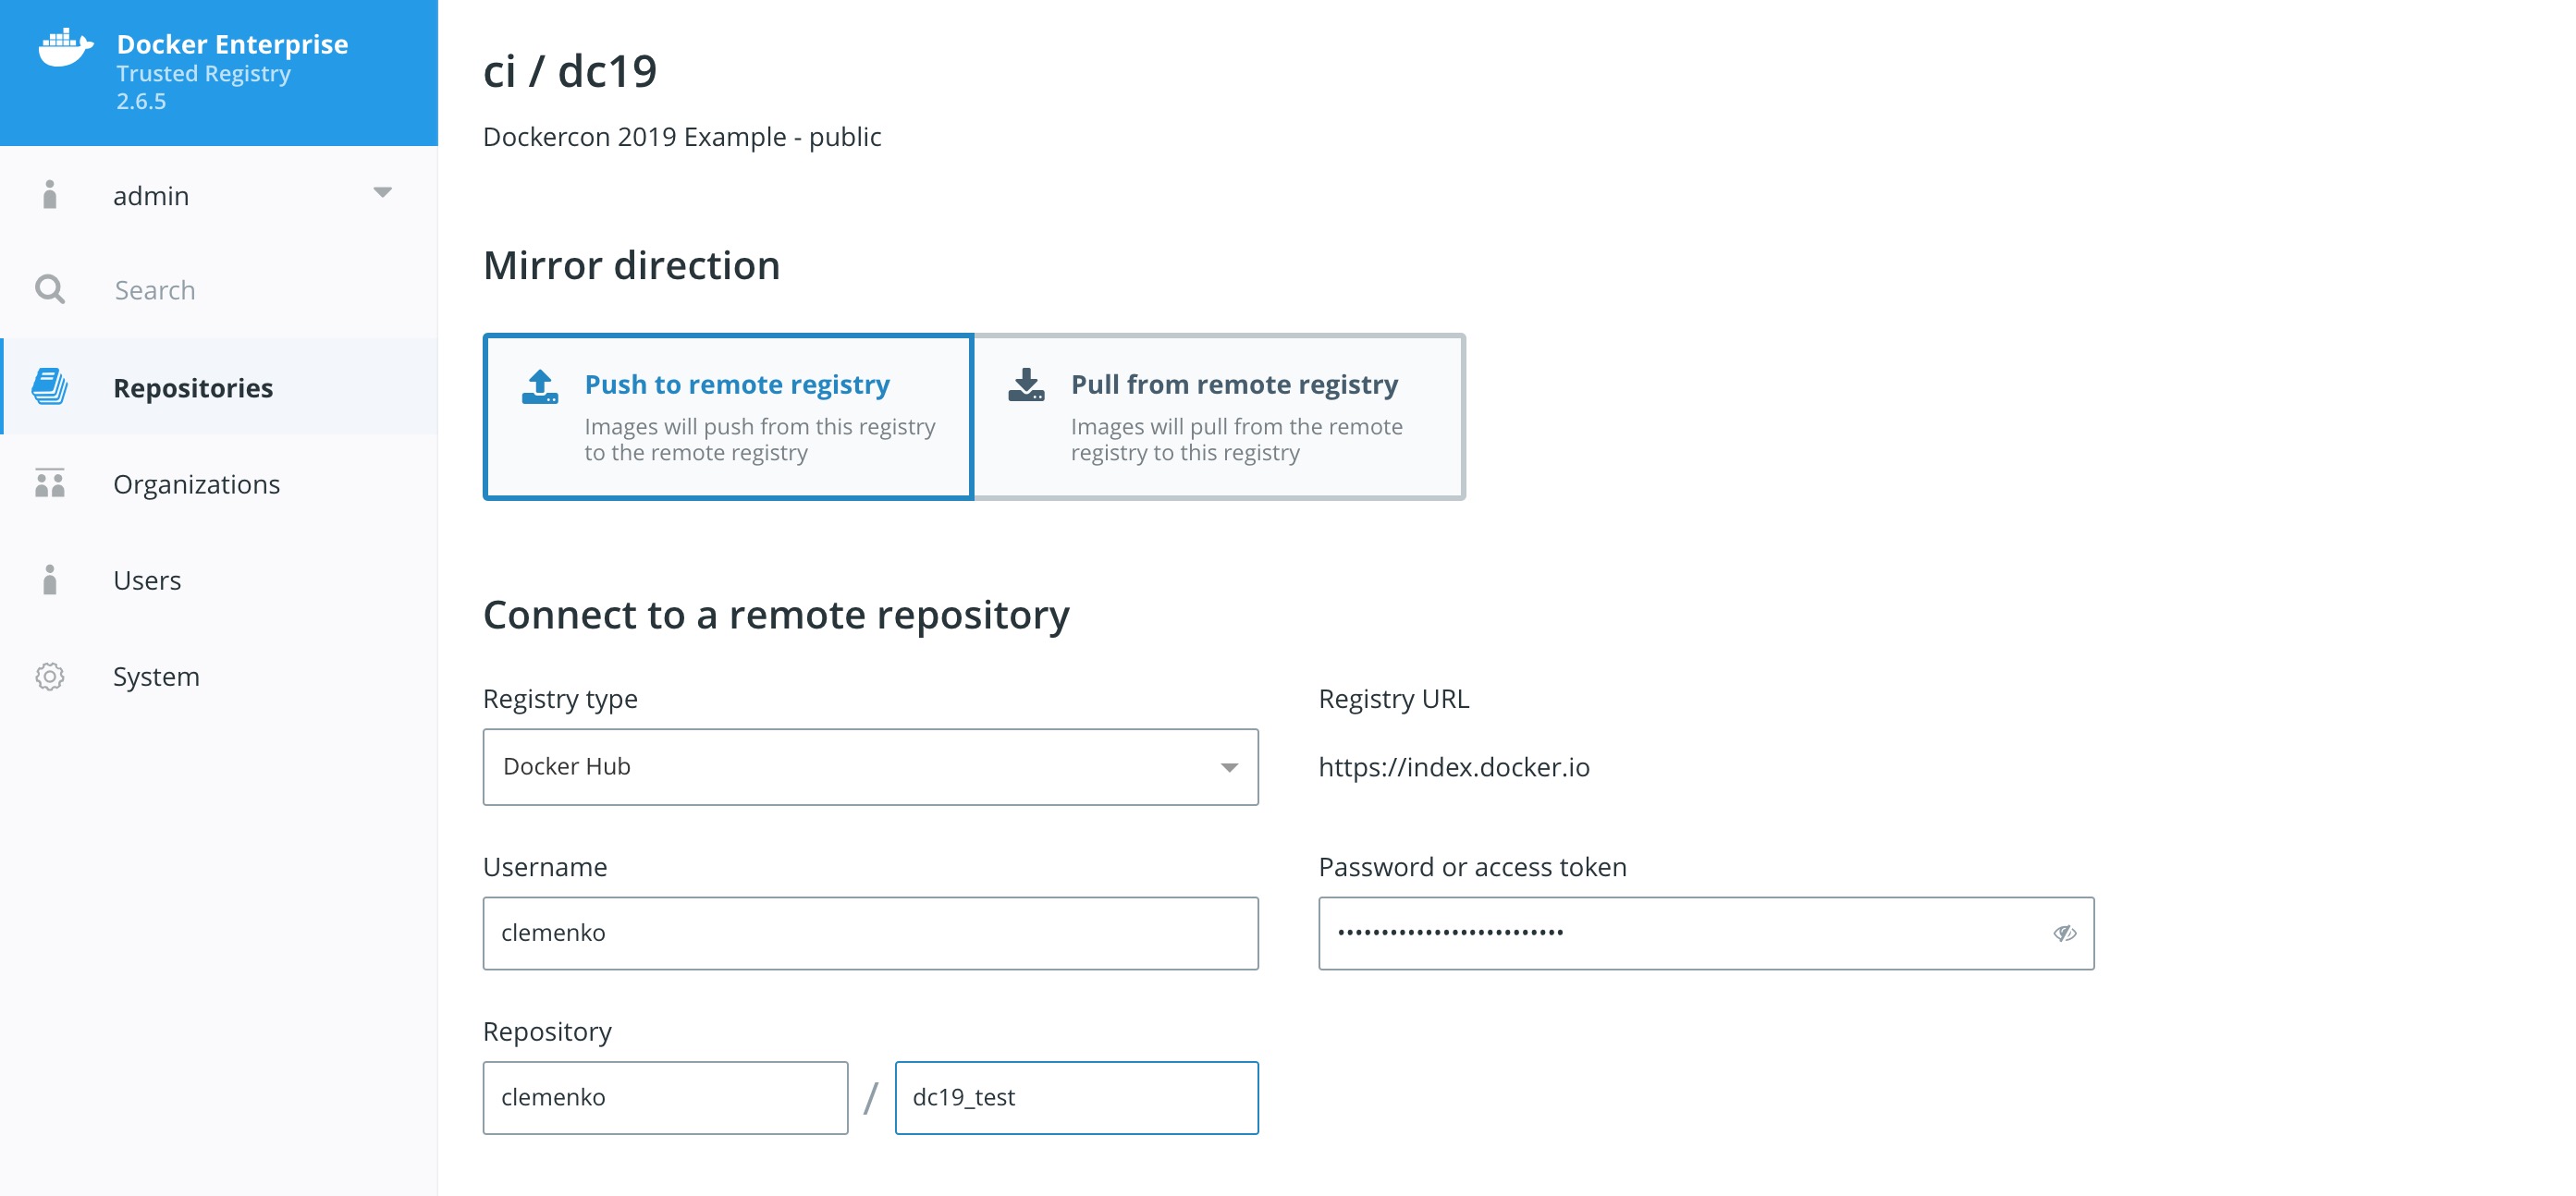 Docker Enterprise
Trusted Registry
2.6.5
admin
Search
Repositories
Organizations
Users
System
ci / dc19
Dockercon 2019 Example - public
Mirror direction
Push to remote registry
Images will push from this registry
to the remote registry
Pull from remote registry
Images will pull from the remote
registry to this registry
Connect to a remote repository
Registry type
Docker Hub
Registry URL
https://index.docker.io
Username
clemenko
Password or access token
••••••••••••••••••••••••••
Repository
clemenko / dc19_test